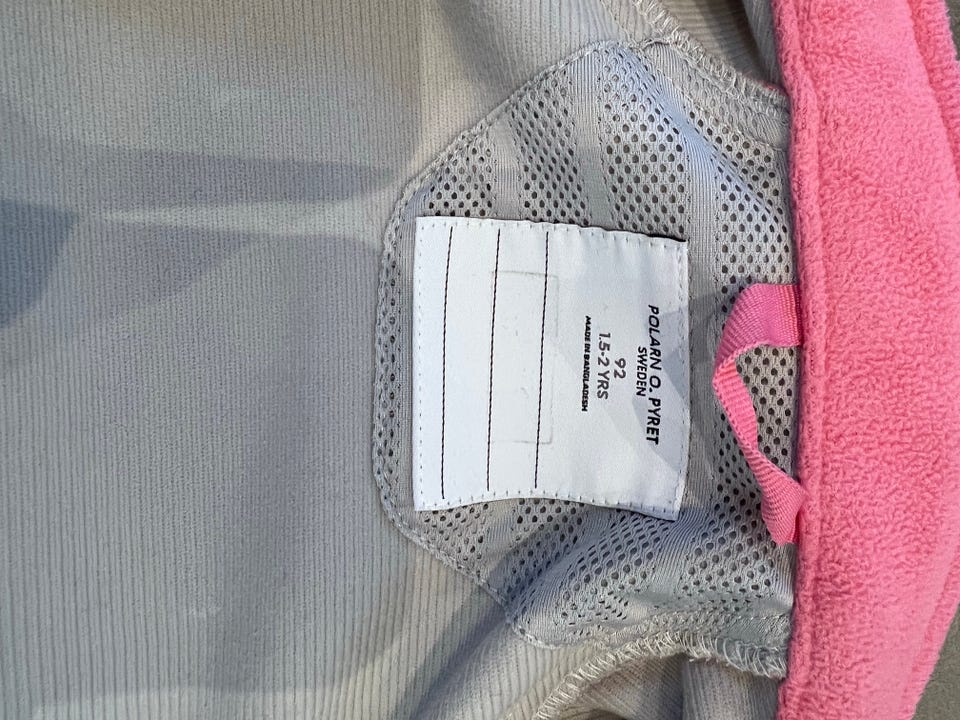 POLARN O. PYRET
SWEDEN
92
1.5-2 YRS
MADE IN BANGLADESH